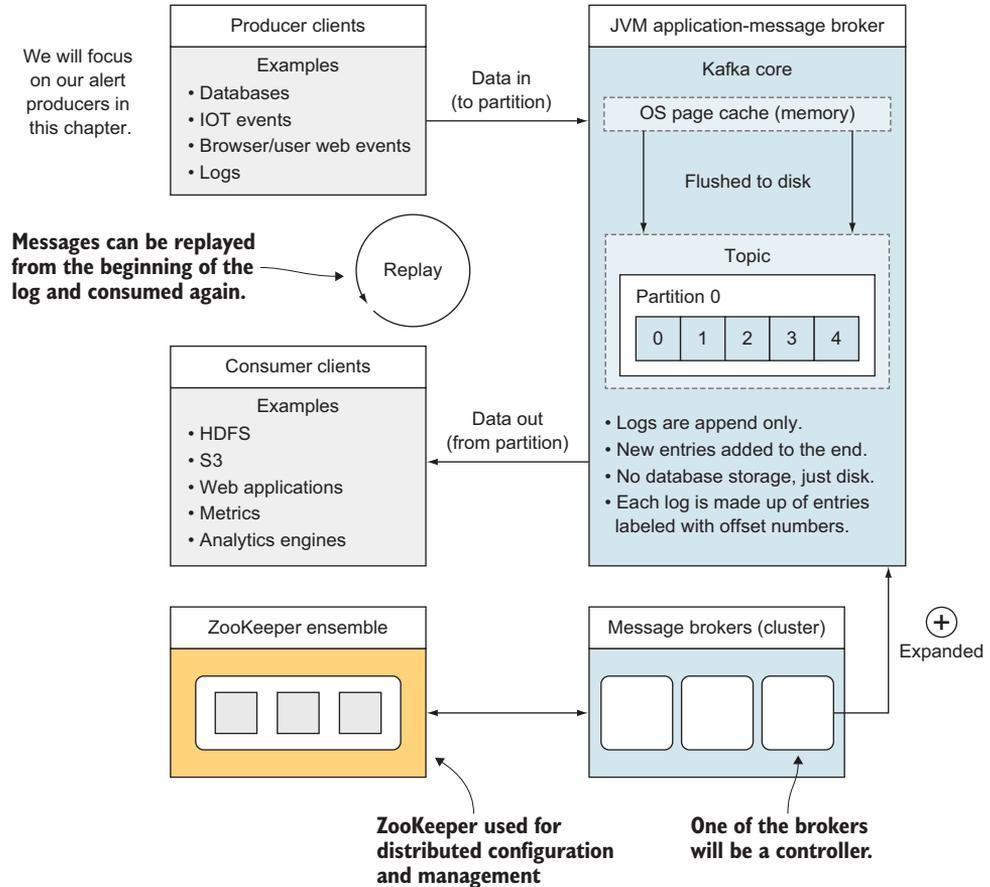 We will focus
on our alert
producers in
this chapter.
Producer clients
Examples
• Databases
• IOT events
• Browser/user web events
• Logs
Data in
(to partition)
JVM application-message broker
Kafka core
OS page cache (memory)
Flushed to disk
Topic
Partition 0
0 1 2 3 4
• Logs are append only.
• New entries added to the end.
• No database storage, just disk.
• Each log is made up of entries
labeled with offset numbers.
Messages can be replayed
from the beginning of the
log and consumed again.
Replay
Consumer clients
Examples
• HDFS
• S3
• Web applications
• Metrics
• Analytics engines
Data out
(from partition)
ZooKeeper ensemble
Message brokers (cluster)
+
Expanded
ZooKeeper used for
distributed configuration
and management
One of the brokers
will be a controller.